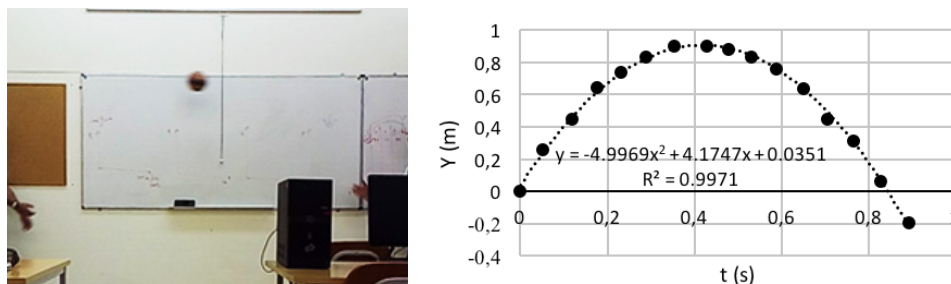 1
0,8
0,6
0,4
0,2
0
-0,2
-0,4
Y (m)
y = -4.9969x² + 4.1747x + 0.0351
R² = 0.9971
0 0,2 0,4 0,6 0,8
t (s)